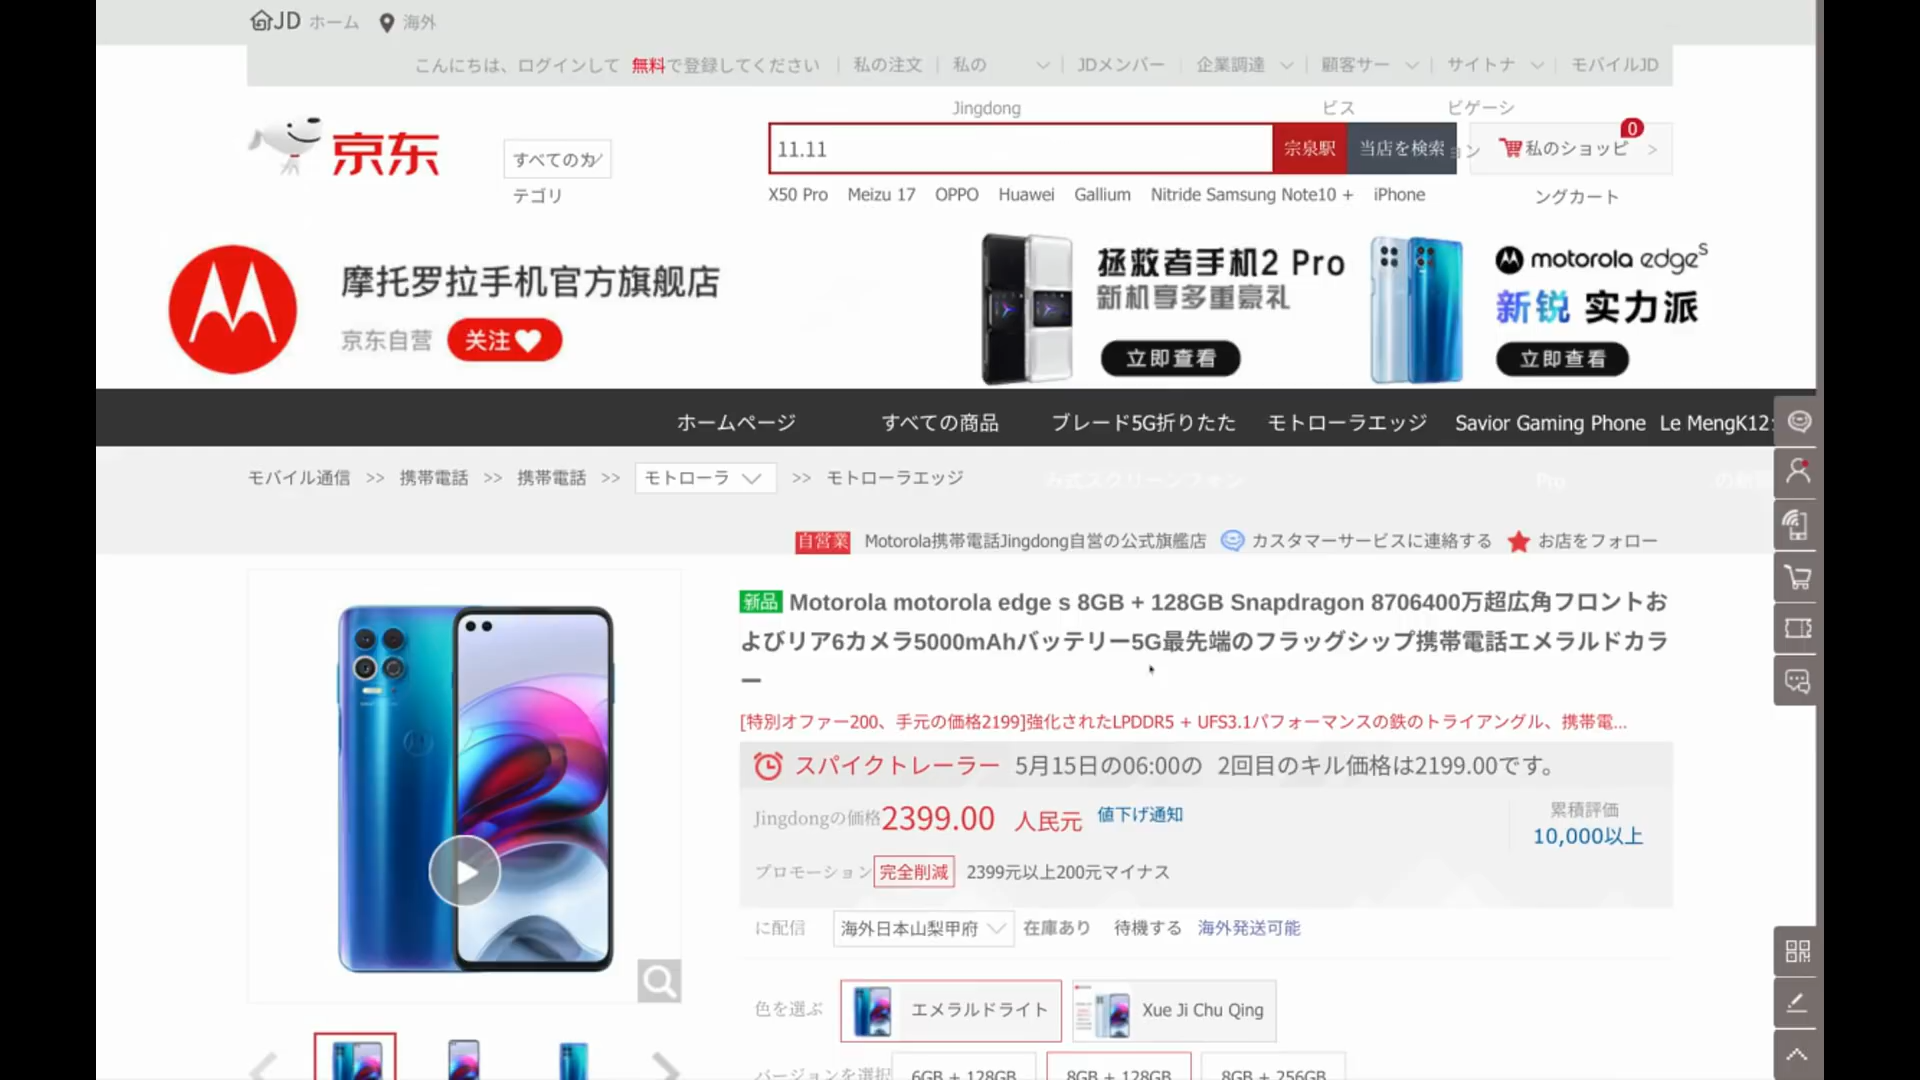 JD ホーム 海外
こんにちは、ログインして 無料で登録してください 私の注文 私の JDメンバー 企業調達 顧客サー サイトナ モバイルJD
Jingdong ビス ビゲーシ
京东 すべてのカ 11.11 宗泉駅 当店を検索 ョン 私のショッピ > 0
テゴリ X50 Pro Meizu 17 OPPO Huawei Gallium Nitride Samsung Note10 + iPhone ングカート
摩托罗拉手机官方旗舰店
京东自营 关注
拯救者手机2 Pro
新机享多重豪礼
立即查看
motorola edge s
新锐 实力派
立即查看
ホームページ すべての商品 ブレード5G折りたた モトローラエッジ Savior Gaming Phone Le MengK12
み式スクリーンフォン Pro
モバイル通信 >> 携帯電話 >> 携帯電話 >> モトローラ >> モトローラエッジ
自営業 Motorola携帯電話Jingdong自営の公式旗艦店 カスタマーサービスに連絡する お店をフォロー
新品 Motorola motorola edge s 8GB + 128GB Snapdragon 8706400万超広角フロントお
よびリア6カメラ5000mAhバッテリー5G最先端のフラッグシップ携帯電話エメラルドカラ
ー
[特別オファー200、手元の価格2199]強化されたLPDDR5 + UFS3.1パフォーマンスの鉄のトライアングル、携帯電...
スパイクトレーラー 5月15日の06:00の 2回目のキル価格は2199.00です。
Jingdongの価格 2399.00 人民元 値下げ通知
累積評価
10,000以上
プロモーション 完全削減 2399元以上200元マイナス
に配信 海外日本山梨甲府 在庫あり 待機する 海外発送可能
色を選ぶ エメラルドライト Xue Ji Chu Qing
バージョンを選択 6GB + 128GB 8GB + 128GB 8GB + 256GB